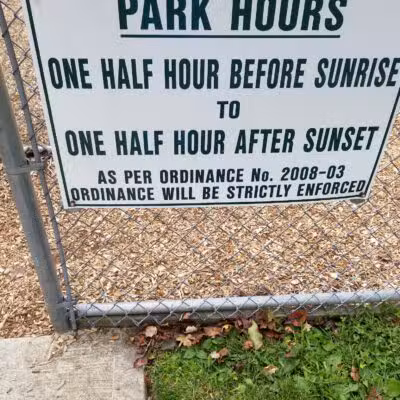 PARK HOURS
ONE HALF HOUR BEFORE SUNRISE
TO
ONE HALF HOUR AFTER SUNSET
AS PER ORDINANCE No. 2008-03
ORDINANCE WILL BE STRICTLY ENFORCED